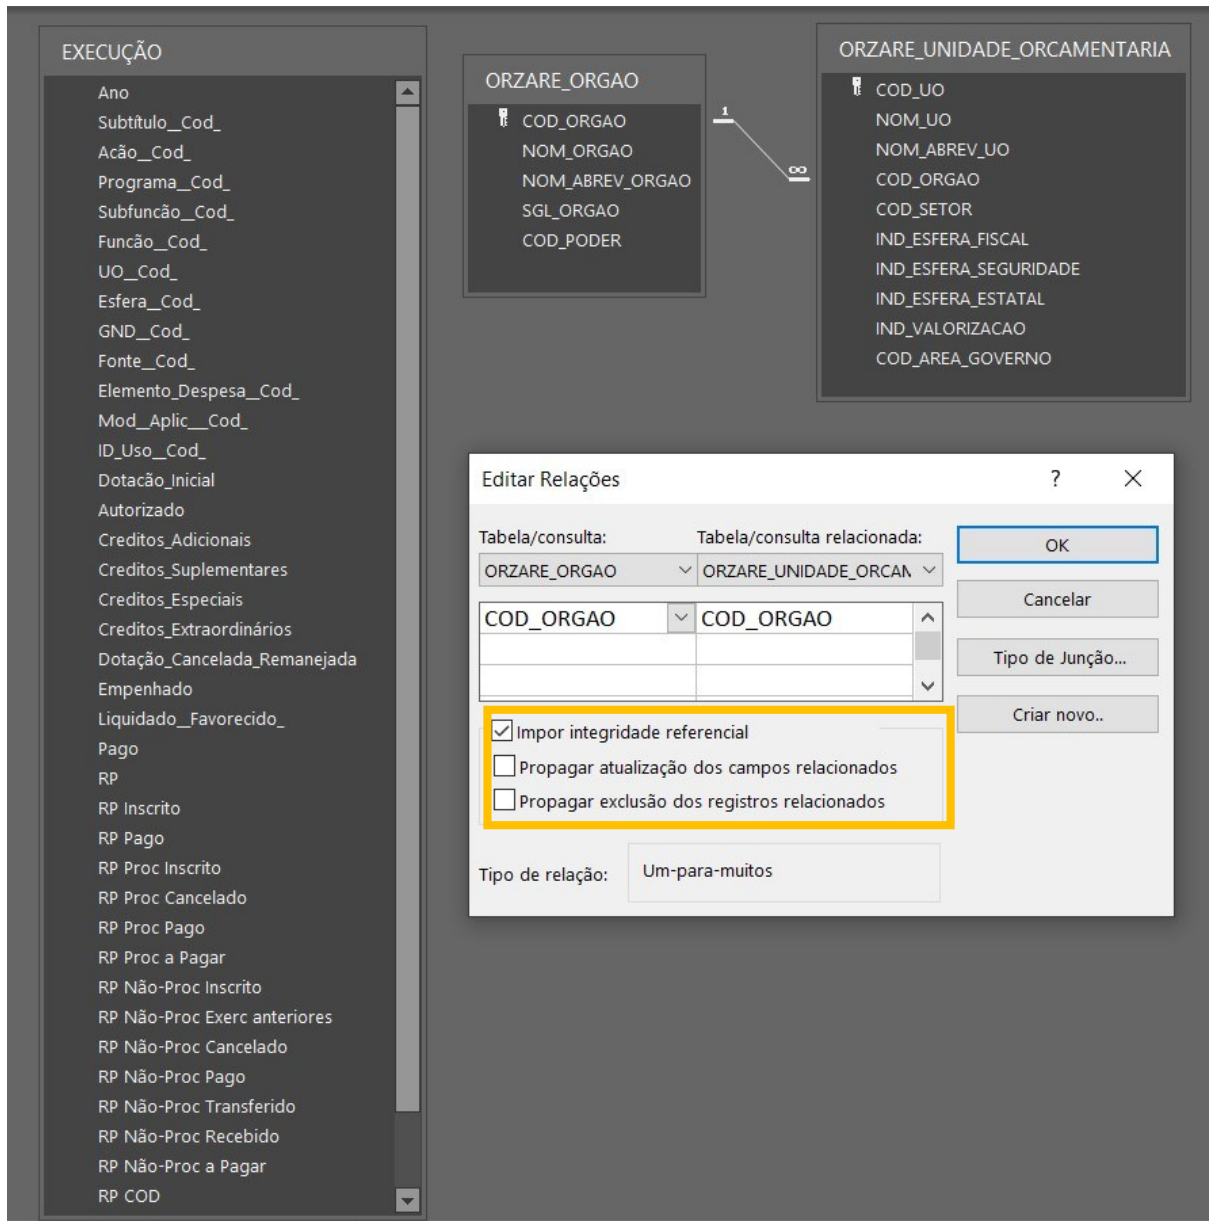 EXECUÇÃO
Ano
Subtítulo__Cod_
Acão__Cod_
Programa__Cod_
Subfuncão__Cod_
Funcão__Cod_
UO__Cod_
Esfera__Cod_
GND__Cod_
Fonte__Cod_
Elemento_Despesa__Cod_
Mod__Aplic___Cod_
ID_Uso__Cod_
Dotacão_Inicial
Autorizado
Creditos_Adicionais
Creditos_Suplementares
Creditos_Especiais
Creditos_Extraordinários
Dotação_Cancelada_Remanejada
Empenhado
Liquidado__Favorecido_
Pago
RP
RP Inscrito
RP Pago
RP Proc Inscrito
RP Proc Cancelado
RP Proc Pago
RP Proc a Pagar
RP Não-Proc Inscrito
RP Não-Proc Exerc anteriores
RP Não-Proc Cancelado
RP Não-Proc Pago
RP Não-Proc Transferido
RP Não-Proc Recebido
RP Não-Proc a Pagar
RP COD
ORZARE_ORGAO
COD_ORGAO
NOM_ORGAO
NOM_ABREV_ORGAO
SGL_ORGAO
COD_PODER
1
∞
ORZARE_UNIDADE_ORCAMENTARIA
COD_UO
NOM_UO
NOM_ABREV_UO
COD_ORGAO
COD_SETOR
IND_ESFERA_FISCAL
IND_ESFERA_SEGURIDADE
IND_ESFERA_ESTATAL
IND_VALORIZACAO
COD_AREA_GOVERNO
Editar Relações ?
Tabela/consulta: Tabela/consulta relacionada:
ORZARE_ORGAO ORZARE_UNIDADE_ORCAN
COD_ORGAO COD_ORGAO
OK
Cancelar
Tipo de Junção...
Criar novo..
Impor integridade referencial
Propagar atualização dos campos relacionados
Propagar exclusão dos registros relacionados
Tipo de relação: Um-para-muitos